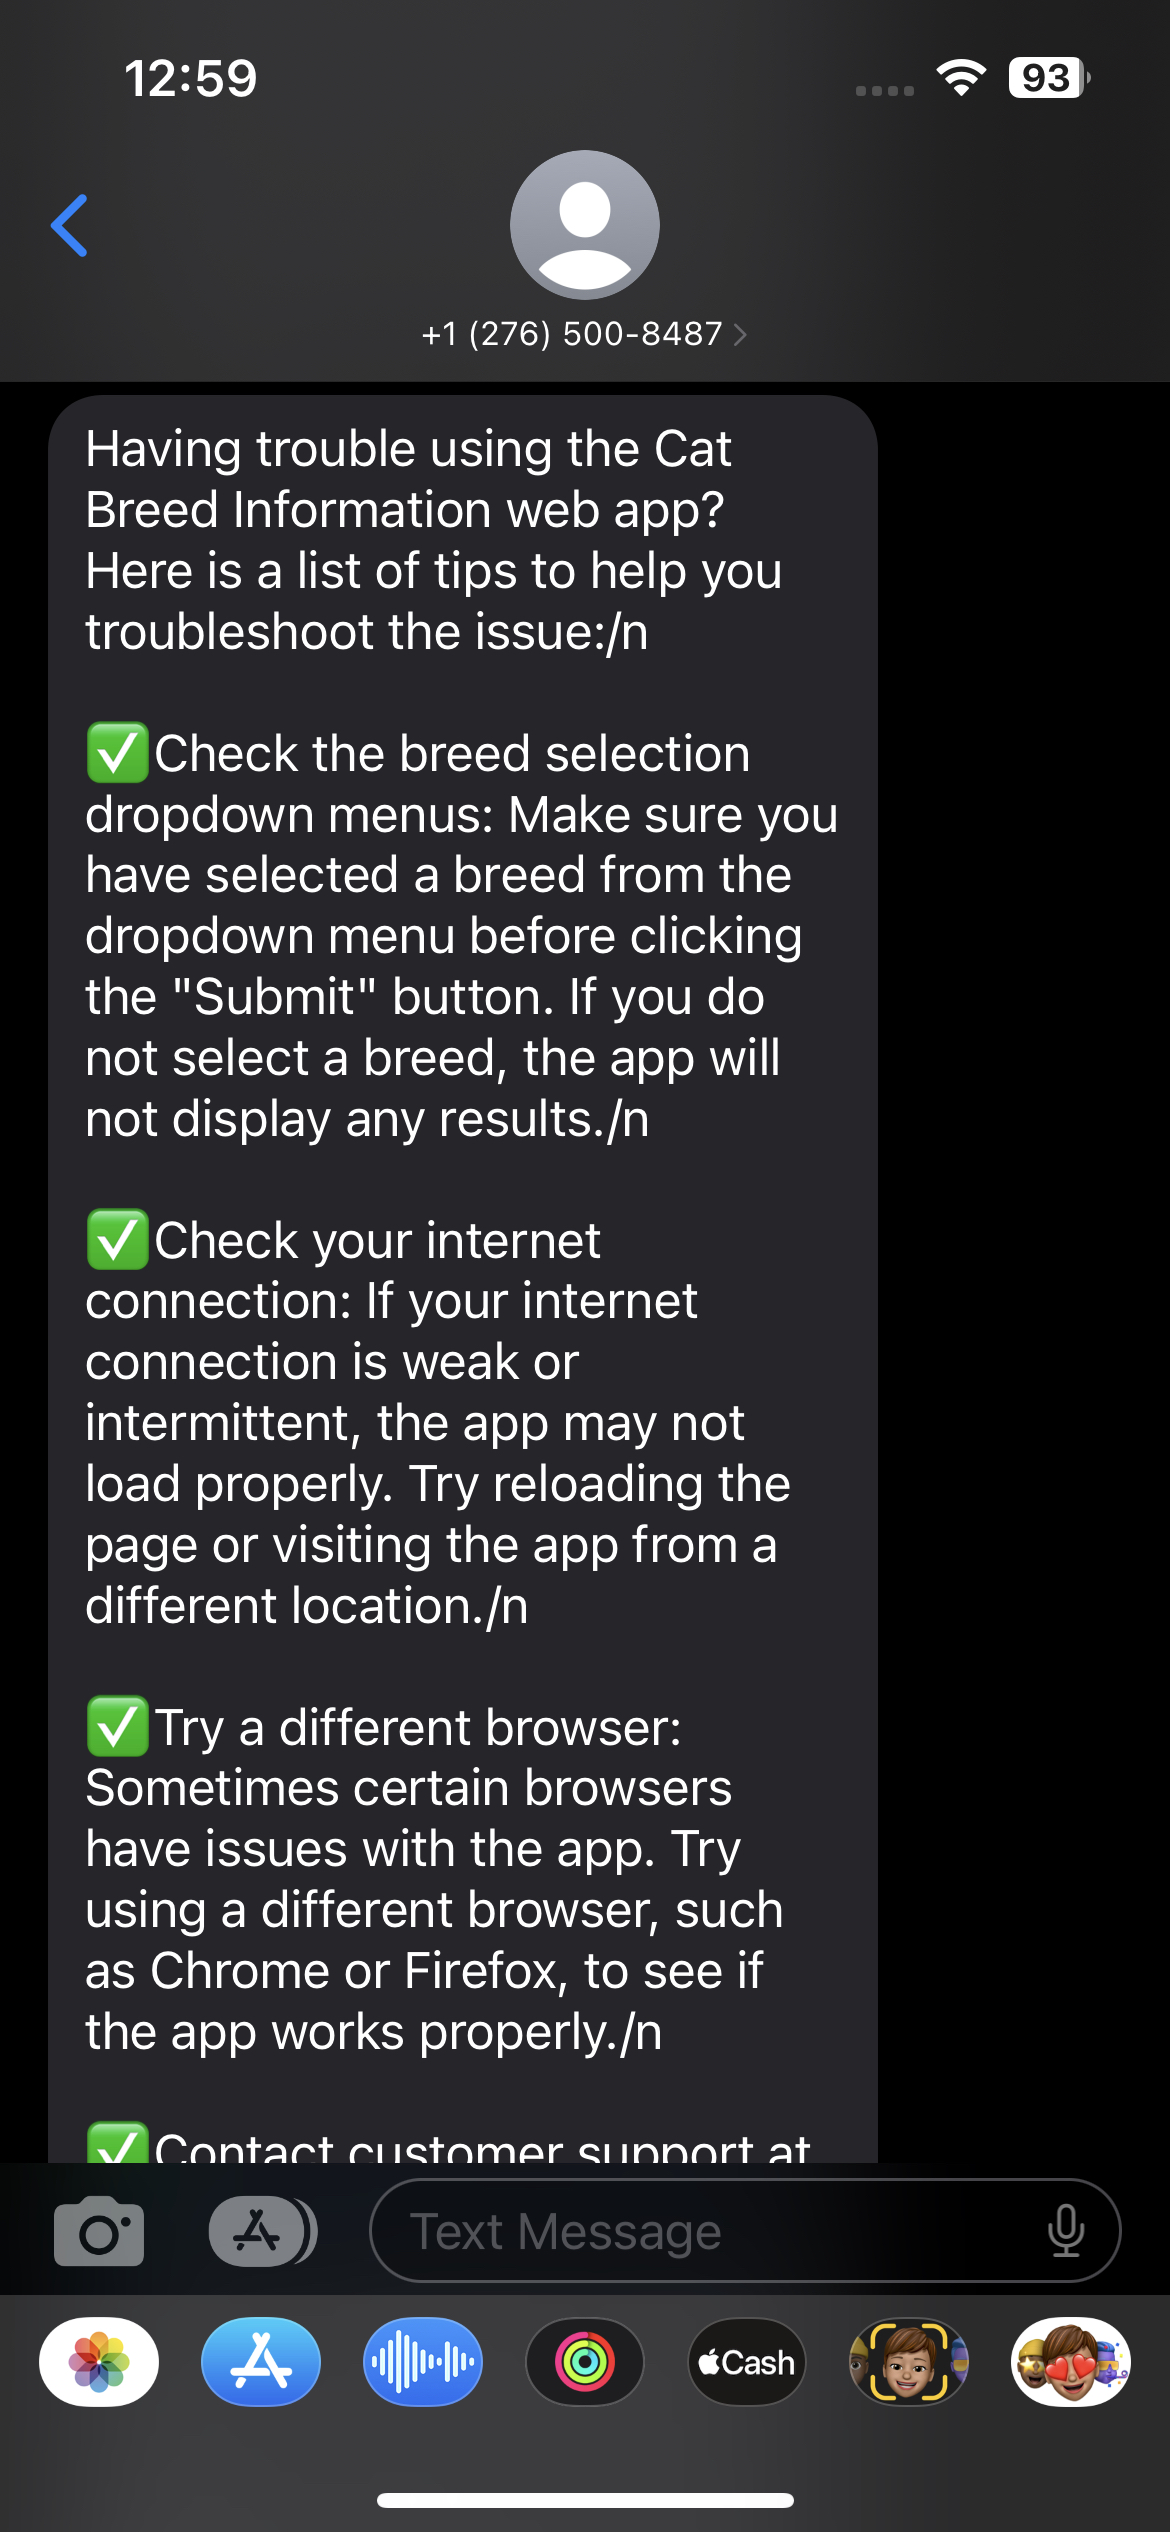 12:59
93
+1 (276) 500-8487
Having trouble using the Cat
Breed Information web app?
Here is a list of tips to help you
troubleshoot the issue:/n
✅Check the breed selection
dropdown menus: Make sure you
have selected a breed from the
dropdown menu before clicking
the "Submit" button. If you do
not select a breed, the app will
not display any results./n
✅Check your internet
connection: If your internet
connection is weak or
intermittent, the app may not
load properly. Try reloading the
page or visiting the app from a
different location./n
✅Try a different browser:
Sometimes certain browsers
have issues with the app. Try
using a different browser, such
as Chrome or Firefox, to see if
the app works properly./n
✅Contact customer support at
Text Message
Cash